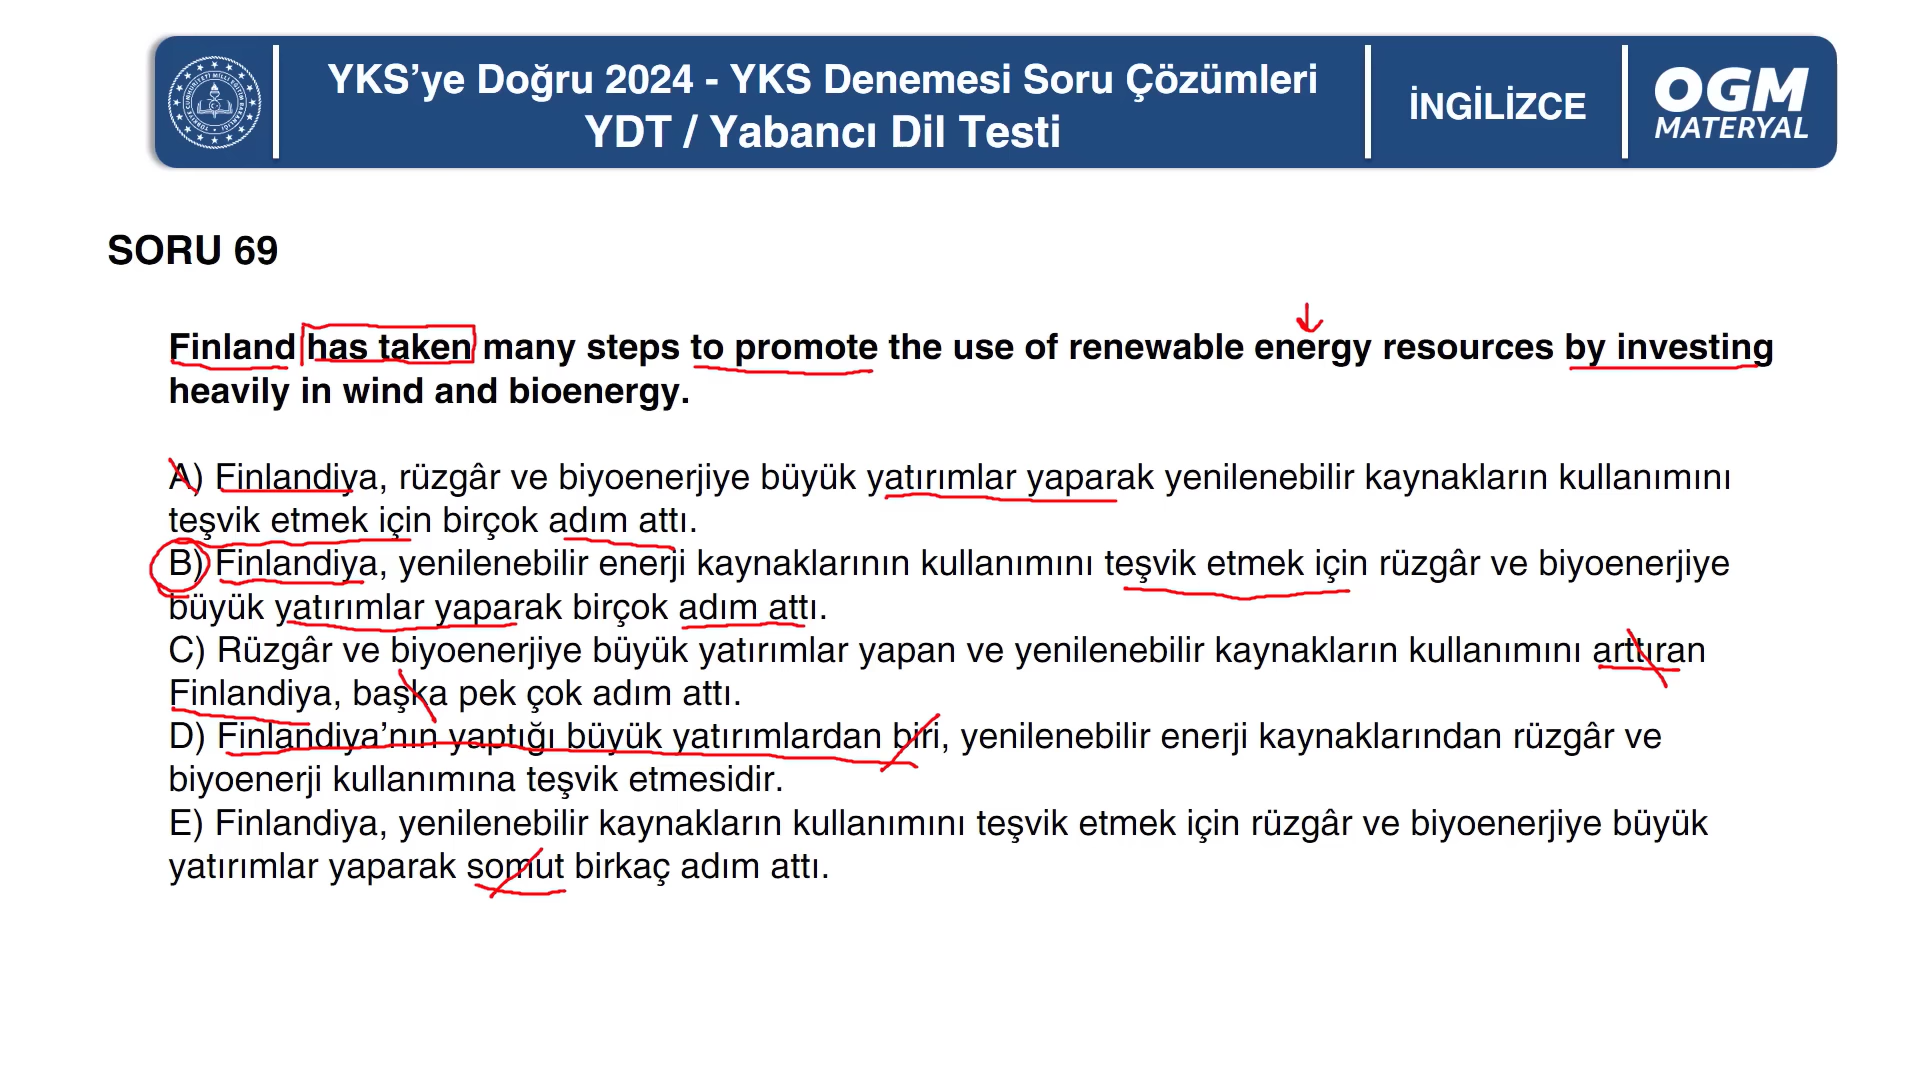 YKS'ye Doğru 2024 - YKS Denemesi Soru Çözümleri
YDT / Yabancı Dil Testi
İNGİLİZCE
OGM
MATERYAL
SORU 69
Finland has taken many steps to promote the use of renewable energy resources by investing
heavily in wind and bioenergy.
A) Finlandiya, rüzgâr ve biyoenerjiye büyük yatırımlar yaparak yenilenebilir kaynakların kullanımını
teşvik etmek için birçok adım attı.
B) Finlandiya, yenilenebilir enerji kaynaklarının kullanımını teşvik etmek için rüzgâr ve biyoenerjiye
büyük yatırımlar yaparak birçok adım attı.
C) Rüzgâr ve biyoenerjiye büyük yatırımlar yapan ve yenilenebilir kaynakların kullanımını arttıran
Finlandiya, başka pek çok adım attı.
D) Finlandiya'nın yaptığı büyük yatırımlardan biri, yenilenebilir enerji kaynaklarından rüzgâr ve
biyoenerji kullanımına teşvik etmesidir.
E) Finlandiya, yenilenebilir kaynakların kullanımını teşvik etmek için rüzgâr ve biyoenerjiye büyük
yatırımlar yaparak somut birkaç adım attı.